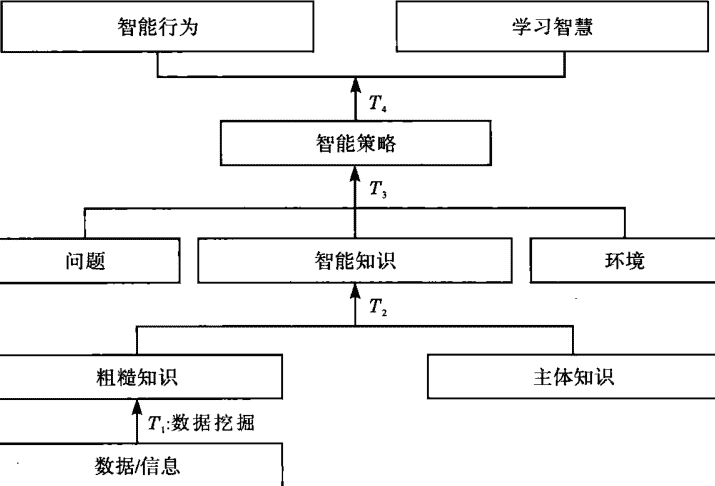 智能行为
学习智慧
T₄
智能策略
T₃
问题
智能知识
环境
T₂
粗糙知识
主体知识
T₁:数据挖掘
数据/信息